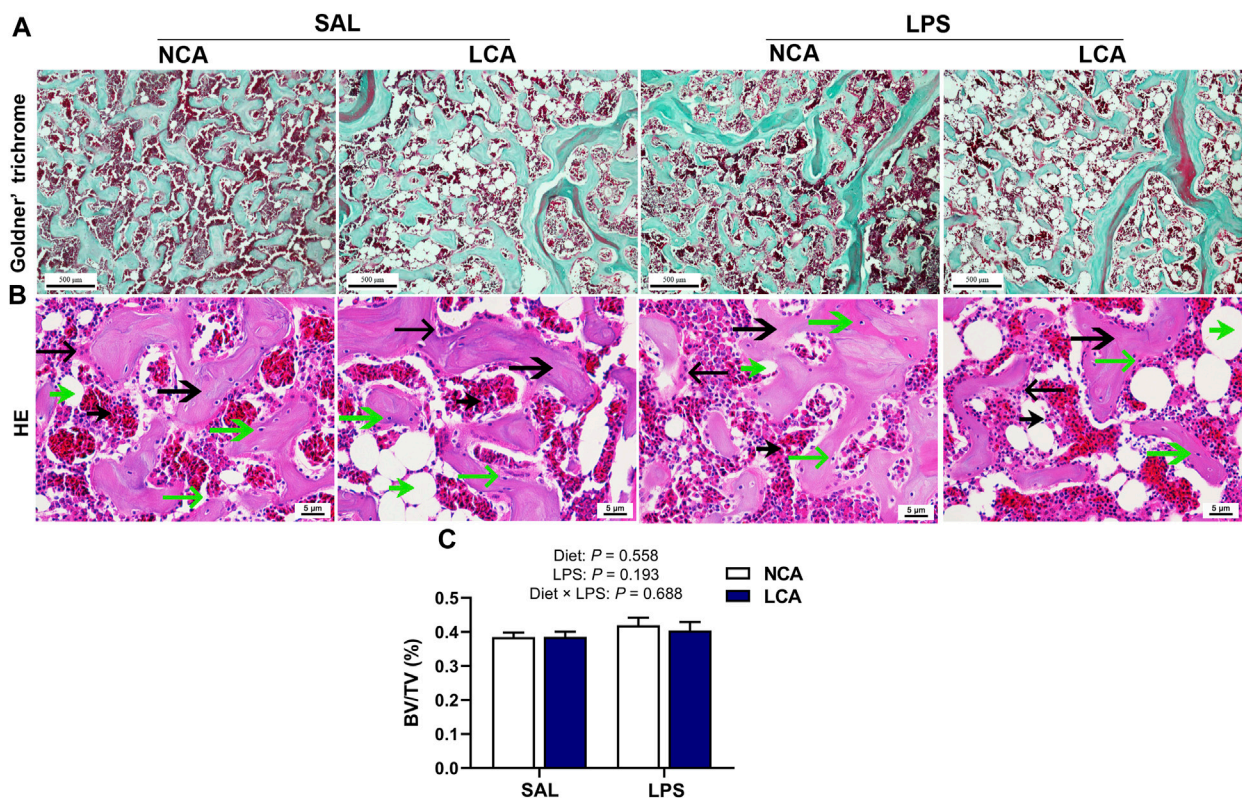 A
SAL
LPS
NCA
LCA
NCA
LCA
Goldner' trichrome
500 μm
500 μm
500 μm
500 μm
B
HE
5 μm
5 μm
5 μm
5 μm
C
Diet: P = 0.558
LPS: P = 0.193
Diet × LPS: P = 0.688
NCA
LCA
BV/TV (%)
0.5
0.4
0.3
0.2
0.1
0.0
SAL
LPS